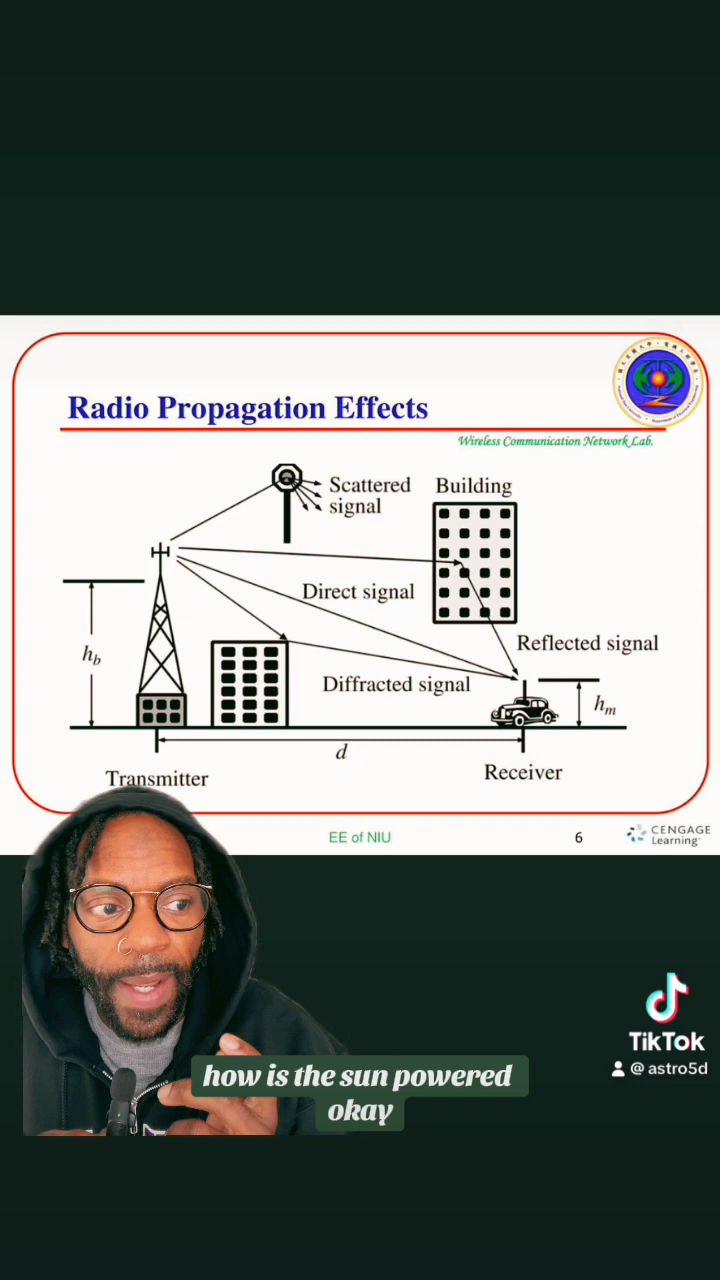 Radio Propagation Effects
Wireless Communication Network Lab.
Scattered
signal
Building
Direct signal
Reflected signal
h_b
Diffracted signal
h_m
d
Transmitter
Receiver
EE of NIU
6
CENGAGE
Learning™
TikTok
@astro5d
how is the sun powered
okay